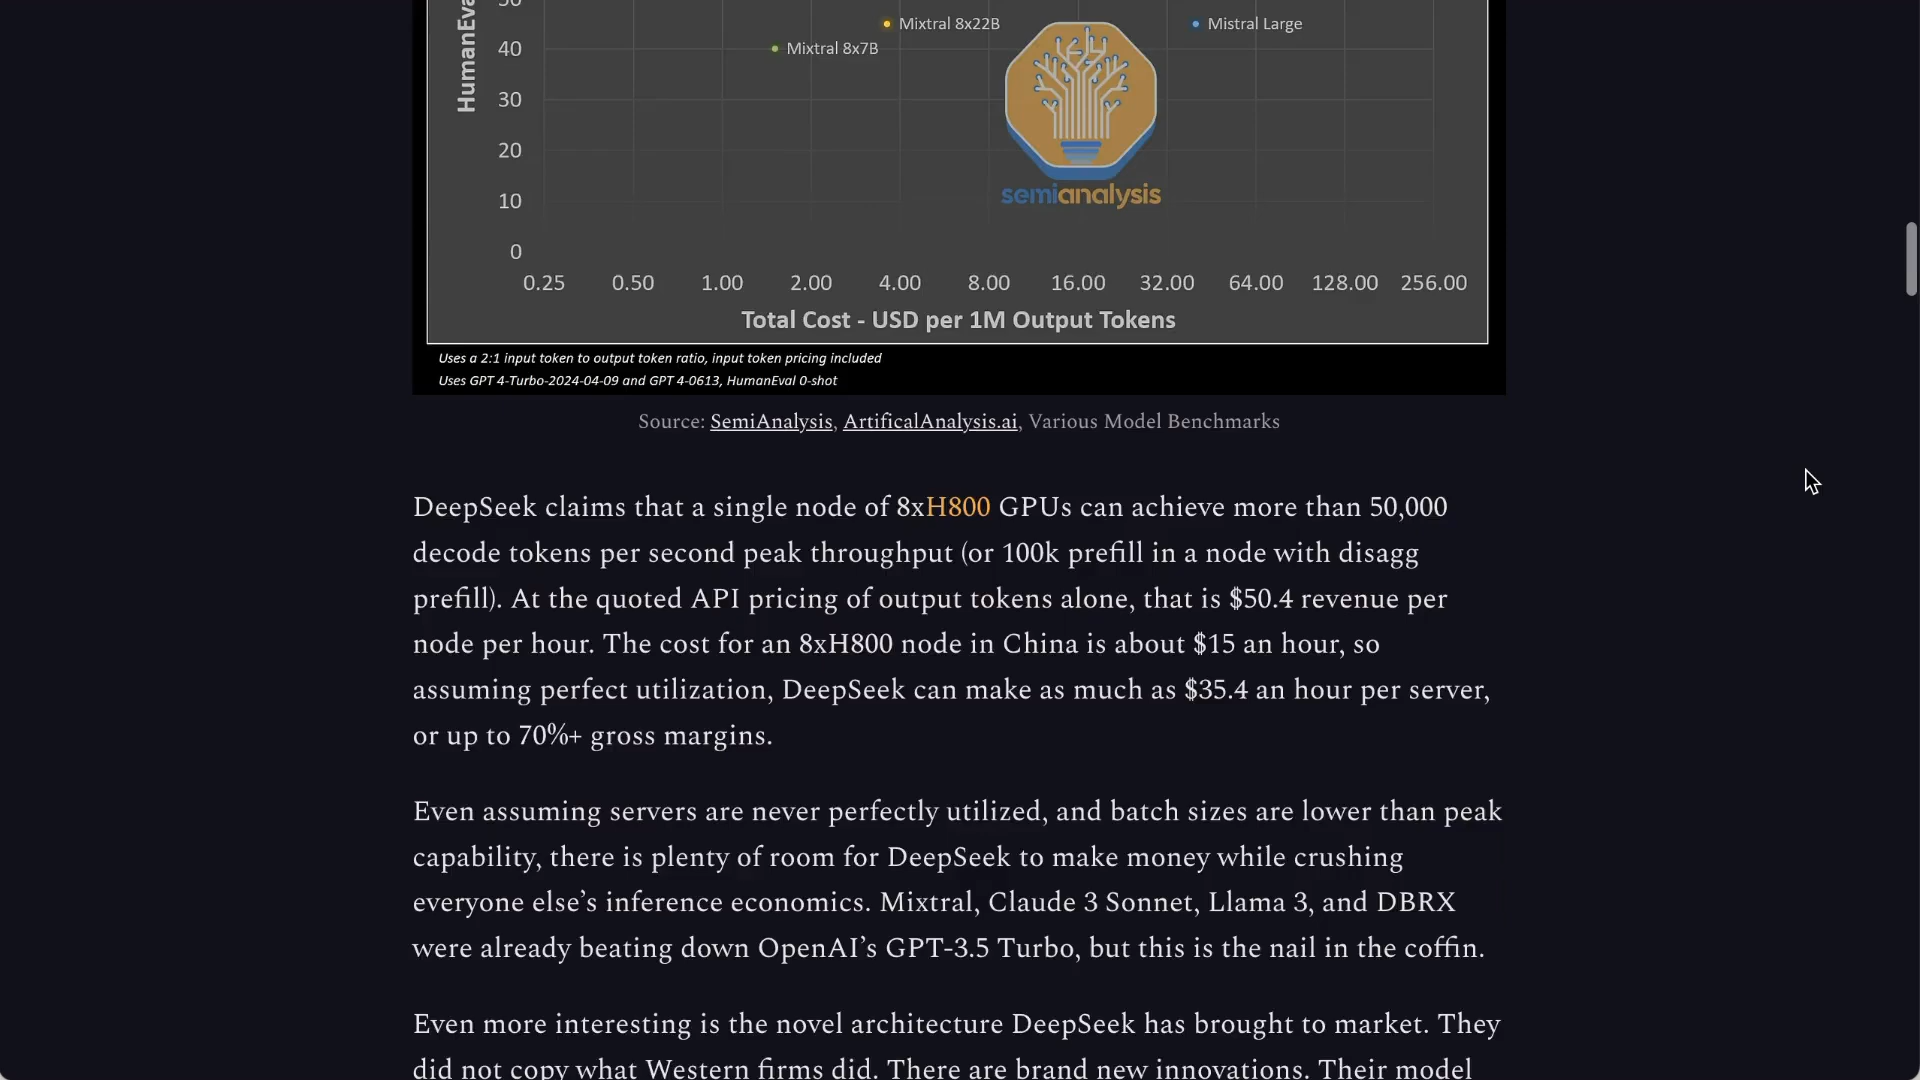 50
HumanEva
Mixtral 8x22B
Mistral Large
40
Mixtral 8x7B
30
20
10
semianalysis
0
0.25 0.50 1.00 2.00 4.00 8.00 16.00 32.00 64.00 128.00 256.00
Total Cost - USD per 1M Output Tokens
Uses a 2:1 input token to output token ratio, input token pricing included
Uses GPT 4-Turbo-2024-04-09 and GPT 4-0613, HumanEval 0-shot
Source: SemiAnalysis, ArtificalAnalysis.ai, Various Model Benchmarks
DeepSeek claims that a single node of 8xH800 GPUs can achieve more than 50,000
decode tokens per second peak throughput (or 100k prefill in a node with disagg
prefill). At the quoted API pricing of output tokens alone, that is $50.4 revenue per
node per hour. The cost for an 8xH800 node in China is about $15 an hour, so
assuming perfect utilization, DeepSeek can make as much as $35.4 an hour per server,
or up to 70%+ gross margins.
Even assuming servers are never perfectly utilized, and batch sizes are lower than peak
capability, there is plenty of room for DeepSeek to make money while crushing
everyone else’s inference economics. Mixtral, Claude 3 Sonnet, Llama 3, and DBRX
were already beating down OpenAI’s GPT-3.5 Turbo, but this is the nail in the coffin.
Even more interesting is the novel architecture DeepSeek has brought to market. They
did not copy what Western firms did. There are brand new innovations. Their model